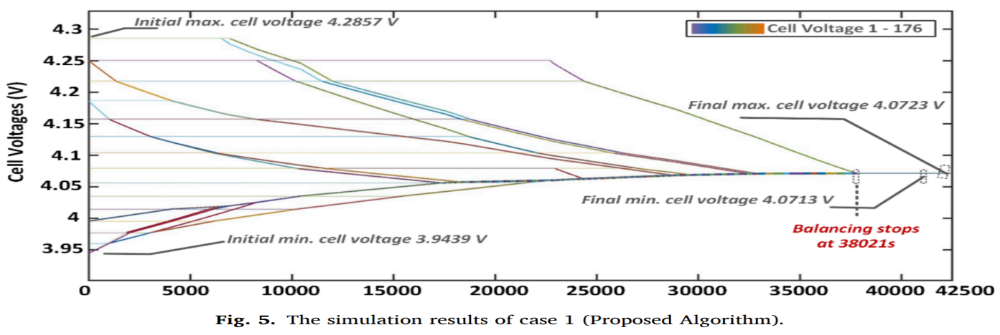 Initial max. cell voltage 4.2857 V
Cell Voltage 1 - 176
4.3
4.25
4.2
4.15
4.1
4.05
4
3.95
Cell Voltages (V)
Final max. cell voltage 4.0723 V
Final min. cell voltage 4.0713 V
Initial min. cell voltage 3.9439 V
Balancing stops
at 38021s
0 5000 10000 15000 20000 25000 30000 35000 40000 42500
Fig. 5. The simulation results of case 1 (Proposed Algorithm).